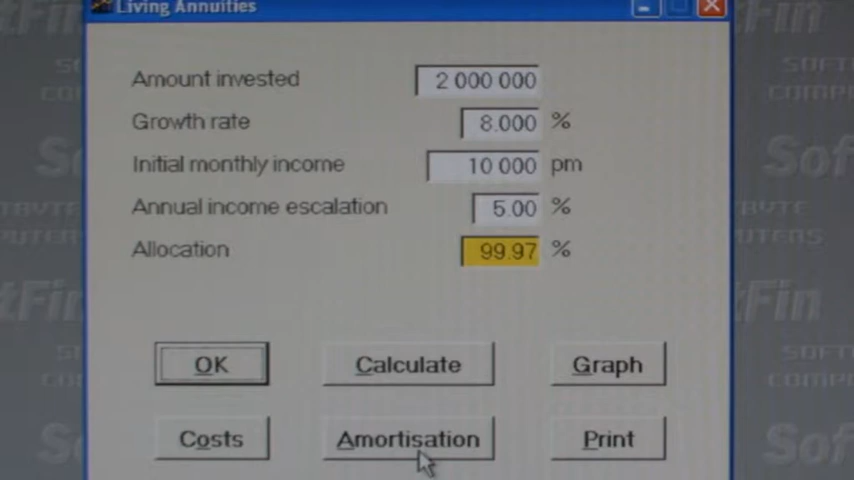 Living Annuities
Amount invested 2 000 000
Growth rate 8.000 %
Initial monthly income 10 000 pm
Annual income escalation 5.00 %
Allocation 99.97 %
OK Calculate Graph
Costs Amortisation Print